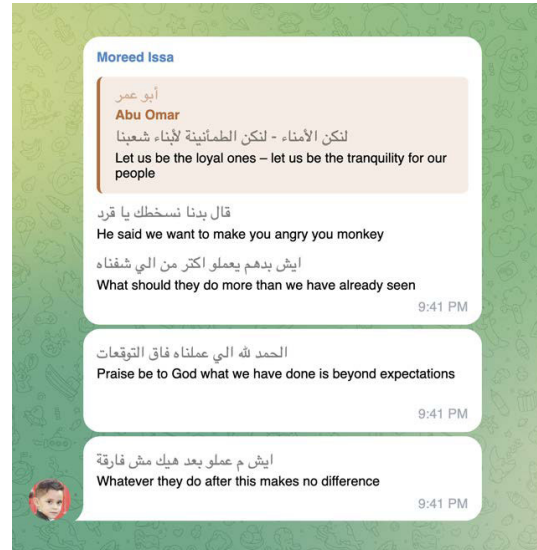 Moreed Issa
أبو عمر
Abu Omar
لنكن الأمناء - لنكن الطمأنينة لأبناء شعبنا
Let us be the loyal ones – let us be the tranquility for our
people
قال بدنا نسخطك يا قرد
He said we want to make you angry you monkey
ايش بدهم يعملو اكتر من الي شفناه
What should they do more than we have already seen
9:41 PM
الحمد لله الي عملناه فاق التوقعات
Praise be to God what we have done is beyond expectations
9:41 PM
ايش م عملو بعد هيك مش فارقة
Whatever they do after this makes no difference
9:41 PM